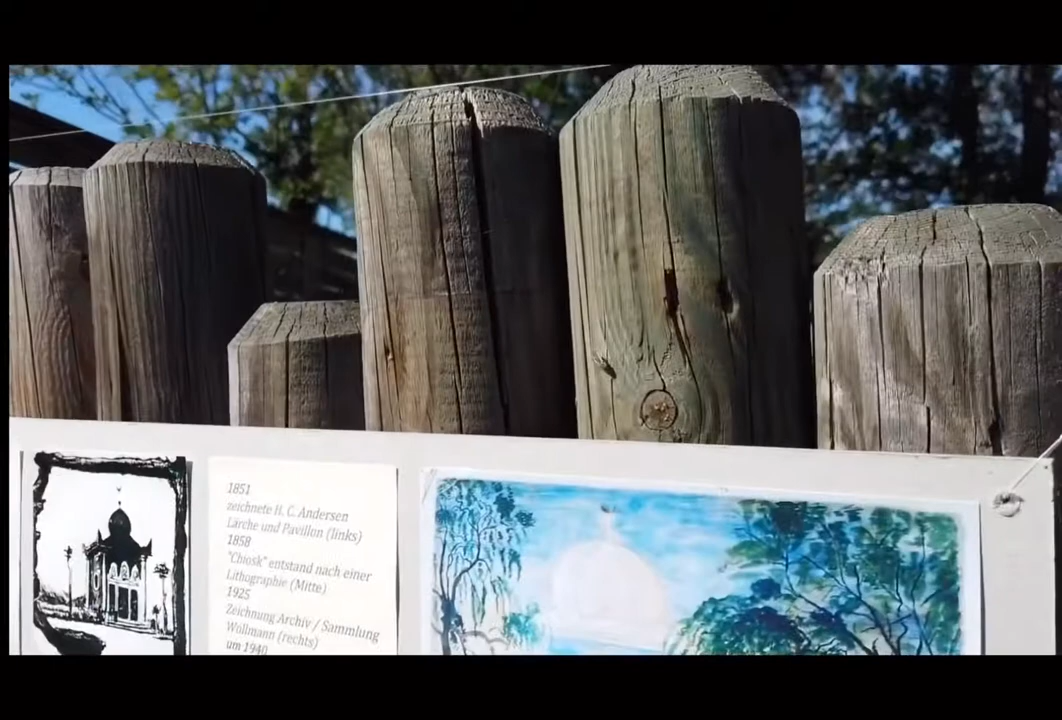 1851
zeichnete H. C. Andersen
Lärche und Pavillon (links)
1858
"Chiosk" entstand nach einer
Lithographie (Mitte)
1925
Zeichnung Archiv / Sammlung
Wollmann (rechts)
um 1940